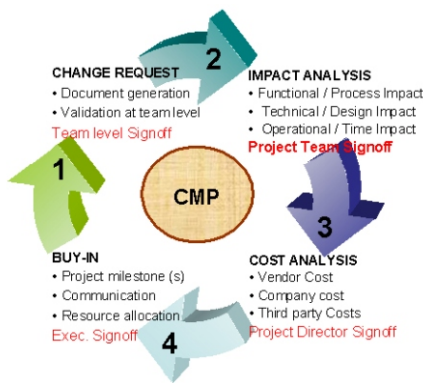 2
CHANGE REQUEST
• Document generation
• Validation at team level
Team level Signoff
IMPACT ANALYSIS
• Functional / Process Impact
• Technical / Design Impact
• Operational / Time Impact
Project Team Signoff
1
CMP
3
BUY-IN
• Project milestone (s)
• Communication
• Resource allocation
Exec. Signoff
COST ANALYSIS
• Vendor Cost
• Company cost
• Third party Costs
Project Director Signoff
4